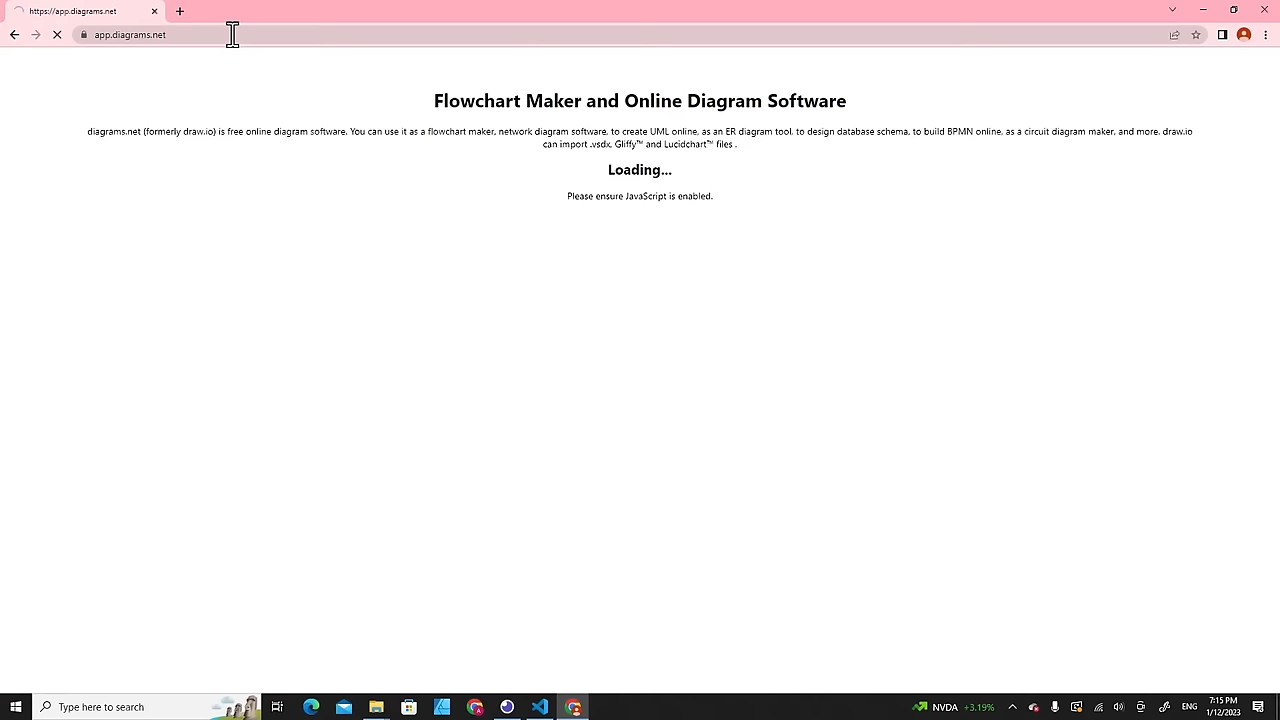 https://app.diagrams.net
app.diagrams.net
Flowchart Maker and Online Diagram Software
diagrams.net (formerly draw.io) is free online diagram software. You can use it as a flowchart maker, network diagram software, to create UML online, as an ER diagram tool, to design database schema, to build BPMN online, as a circuit diagram maker, and more. draw.io
can import .vsdx, Gliffy™ and Lucidchart™ files .
Loading...
Please ensure JavaScript is enabled.
Type here to search
NVDA +3.19%
ENG
7:15 PM
1/12/2023